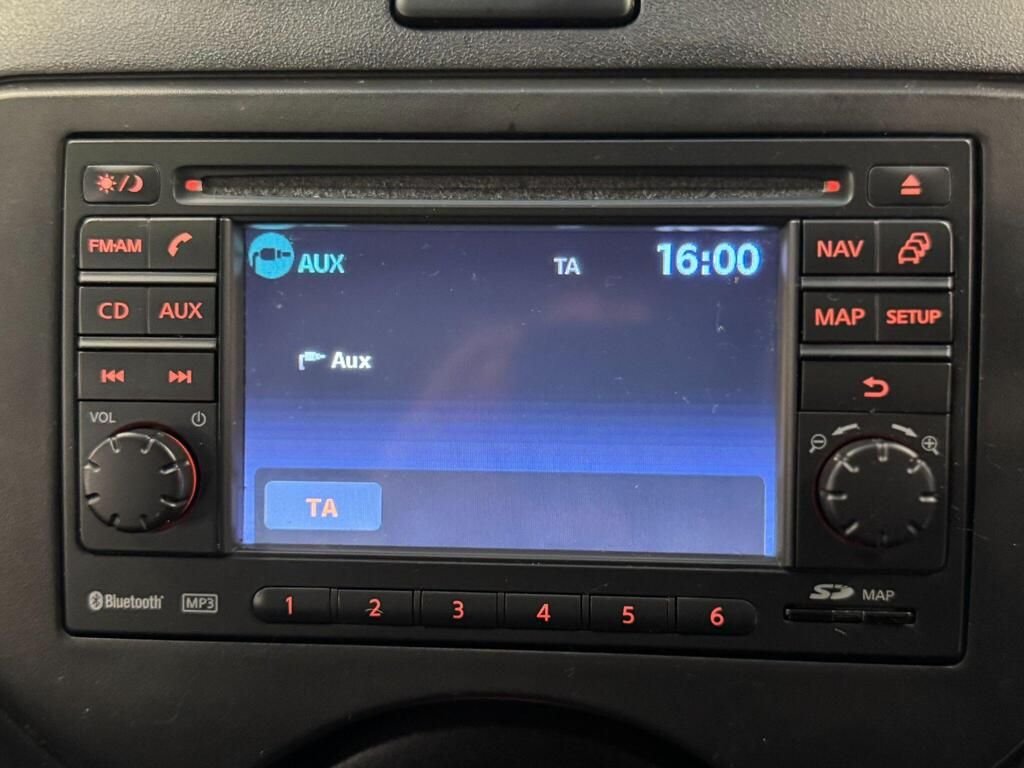 FM·AM
CD AUX
VOL
AUX TA 16:00
Aux
TA
NAV
MAP SETUP
Bluetooth MP3
1 2 3 4 5 6
SD MAP